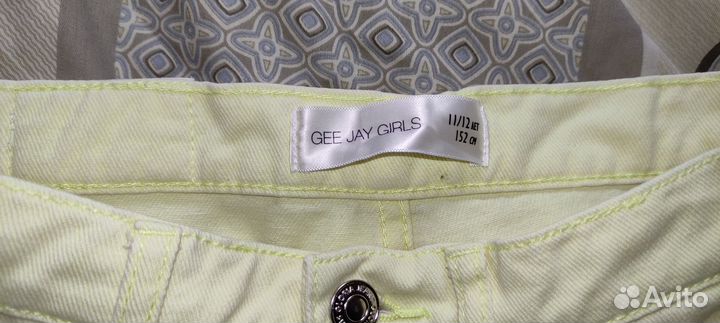 GEE JAY GIRLS
11/12 ЛЕТ
152 CM
Avito